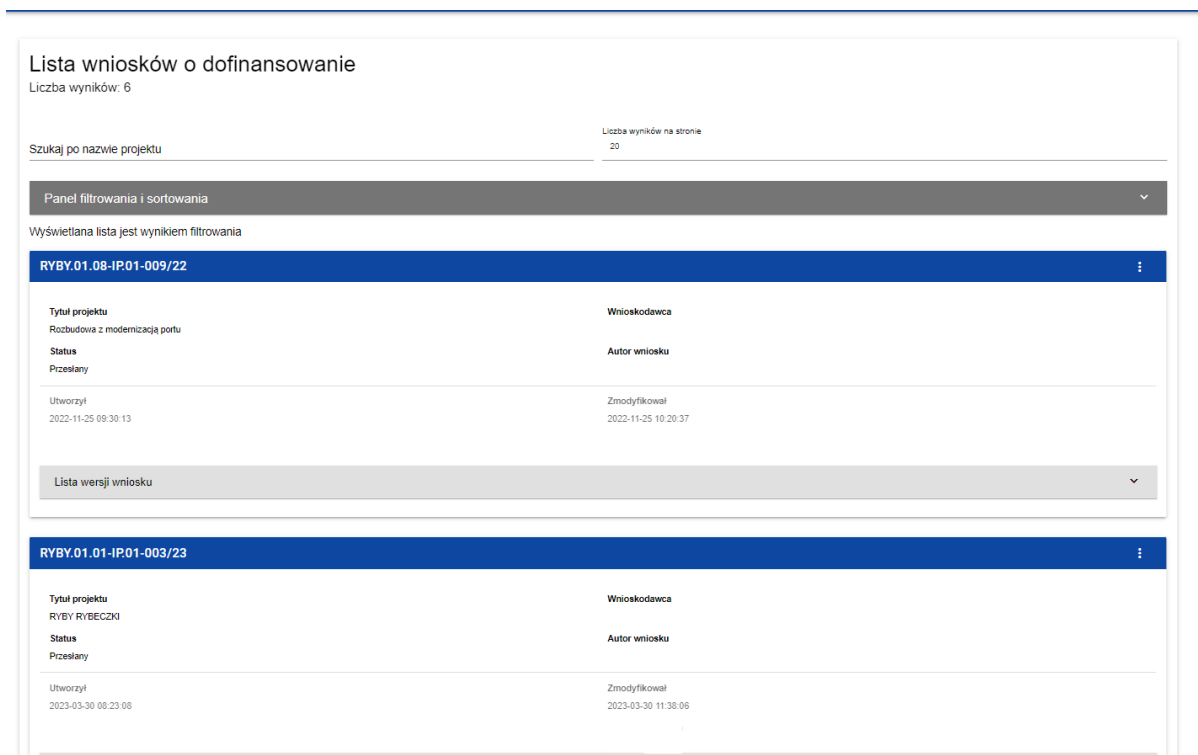 Lista wniosków o dofinansowanie
Liczba wyników: 6
Liczba wyników na stronie
Szukaj po nazwie projektu
20
Panel filtrowania i sortowania
Wyświetlana lista jest wynikiem filtrowania
RYBY.01.08-IP.01-009/22
Tytuł projektu
Wnioskodawca
Rozbudowa z modernizacją portu
Status
Autor wniosku
Przesłany
Utworzył
Zmodyfikował
2022-11-25 09:30:13
2022-11-25 10:20:37
Lista wersji wniosku
RYBY.01.01-IP.01-003/23
Tytuł projektu
Wnioskodawca
RYBY RYBECZKI
Status
Autor wniosku
Przesłany
Utworzył
Zmodyfikował
2023-03-30 08:23:08
2023-03-30 11:38:06